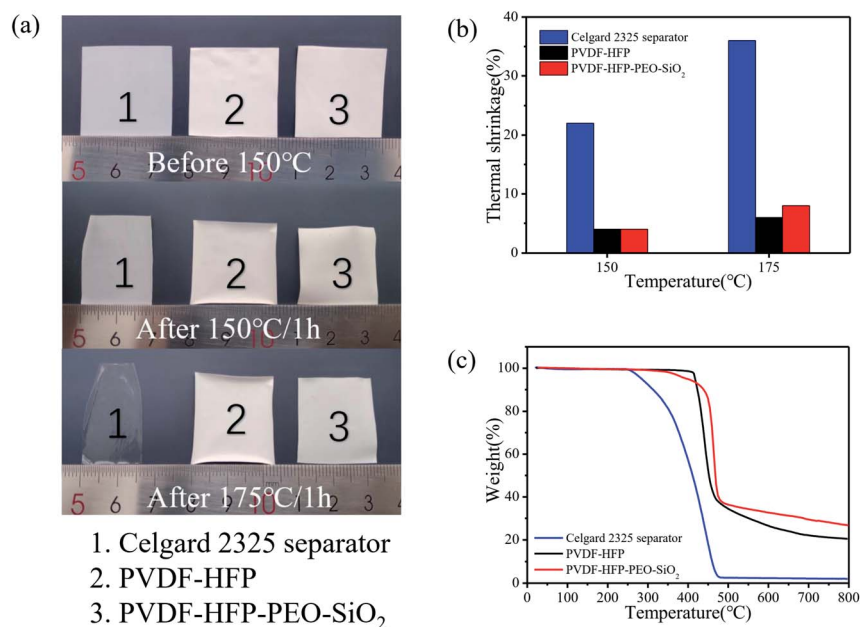 (a)
1 2 3
5 6 7 10 1 2 3 4
Before 150℃
1 2 3
5 6 7 10 1 2 3 4
After 150℃/1h
1 2 3
5 6 7 10 1 2 3 4
After 175℃/1h
1. Celgard 2325 separator
2. PVDF-HFP
3. PVDF-HFP-PEO-SiO₂
(b)
Thermal shrinkage(%)
40
30
20
10
0
Celgard 2325 separator
PVDF-HFP
PVDF-HFP-PEO-SiO₂
150 175
Temperature(℃)
(c)
Weight(%)
100
80
60
40
20
0
Celgard 2325 separator
PVDF-HFP
PVDF-HFP-PEO-SiO₂
0 100 200 300 400 500 600 700 800
Temperature(℃)